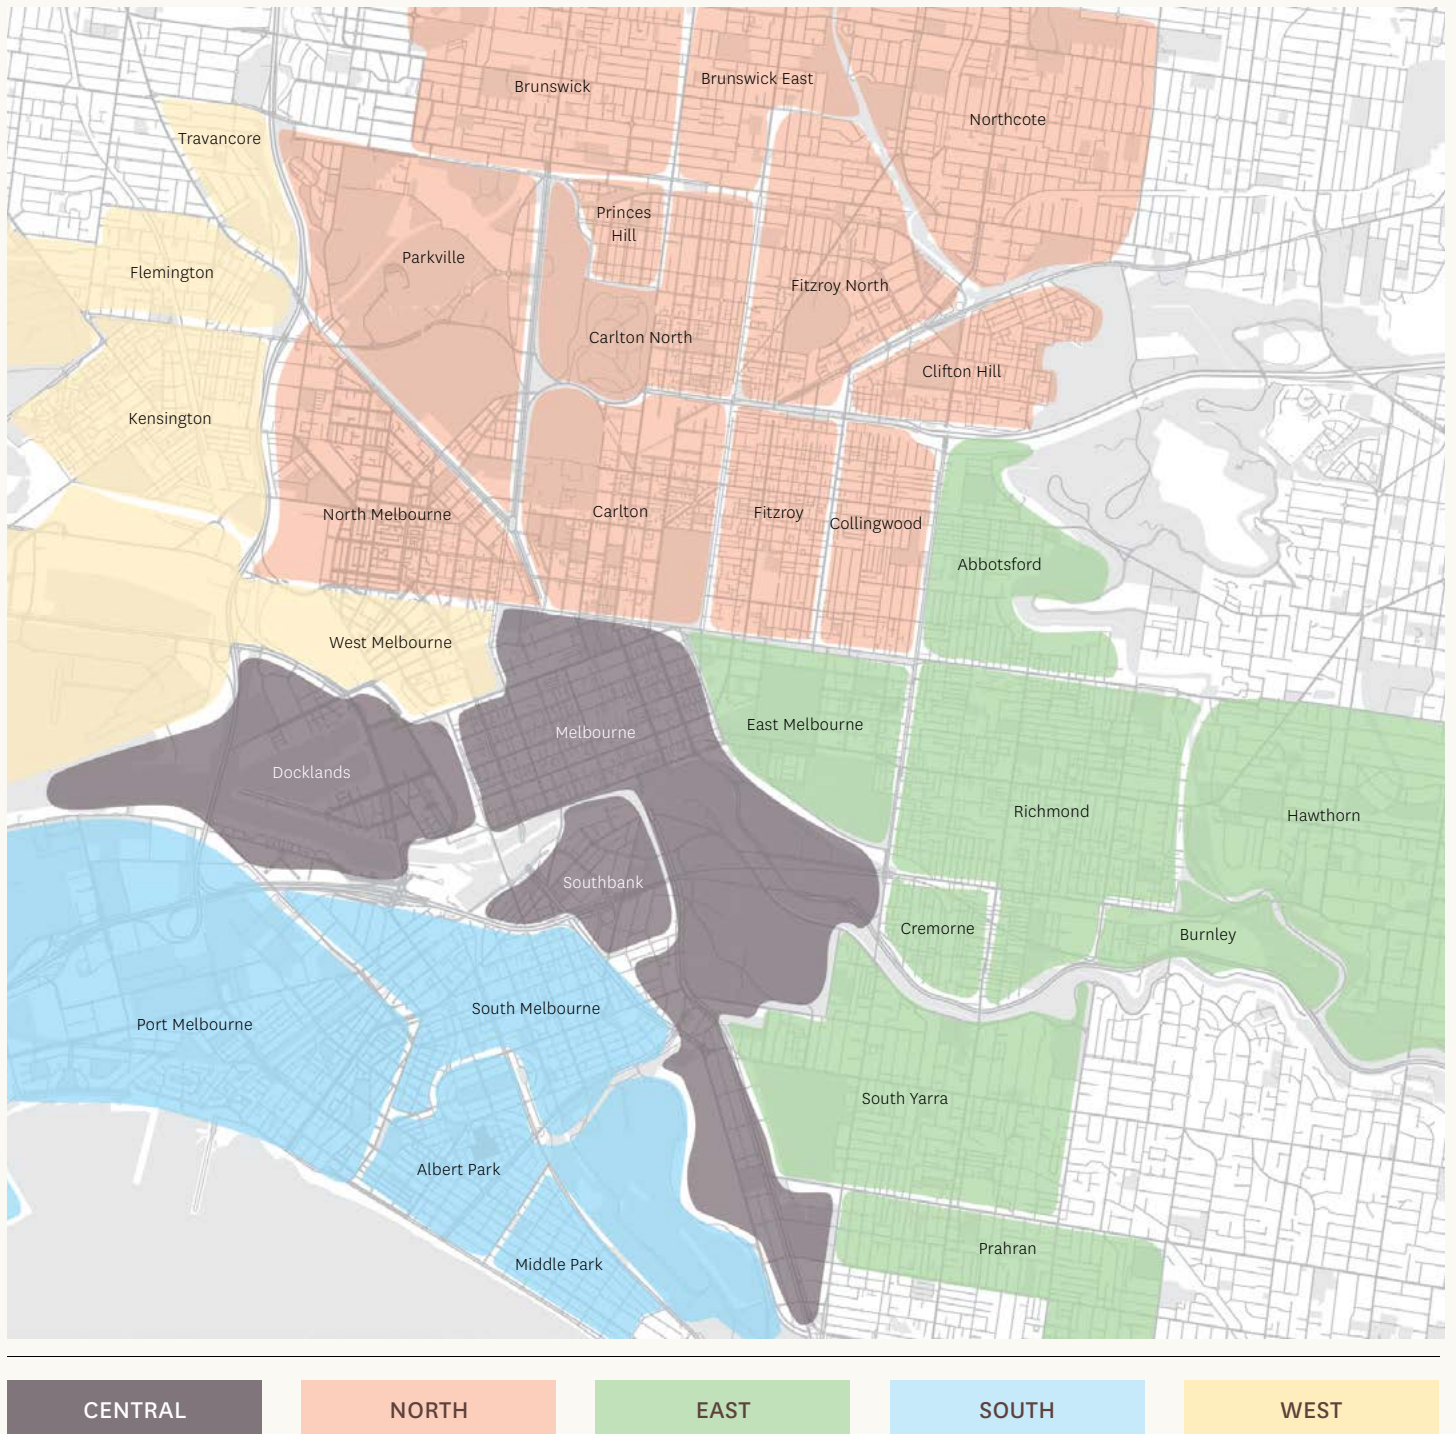 Brunswick
Brunswick East
Northcote
Travancore
Princes
Hill
Parkville
Flemington
Fitzroy North
Carlton North
Clifton Hill
Kensington
North Melbourne
Carlton
Fitzroy
Collingwood
Abbotsford
West Melbourne
East Melbourne
Melbourne
Docklands
Richmond
Hawthorn
Southbank
Cremorne
Burnley
South Melbourne
Port Melbourne
South Yarra
Albert Park
Prahran
Middle Park
CENTRAL
NORTH
EAST
SOUTH
WEST